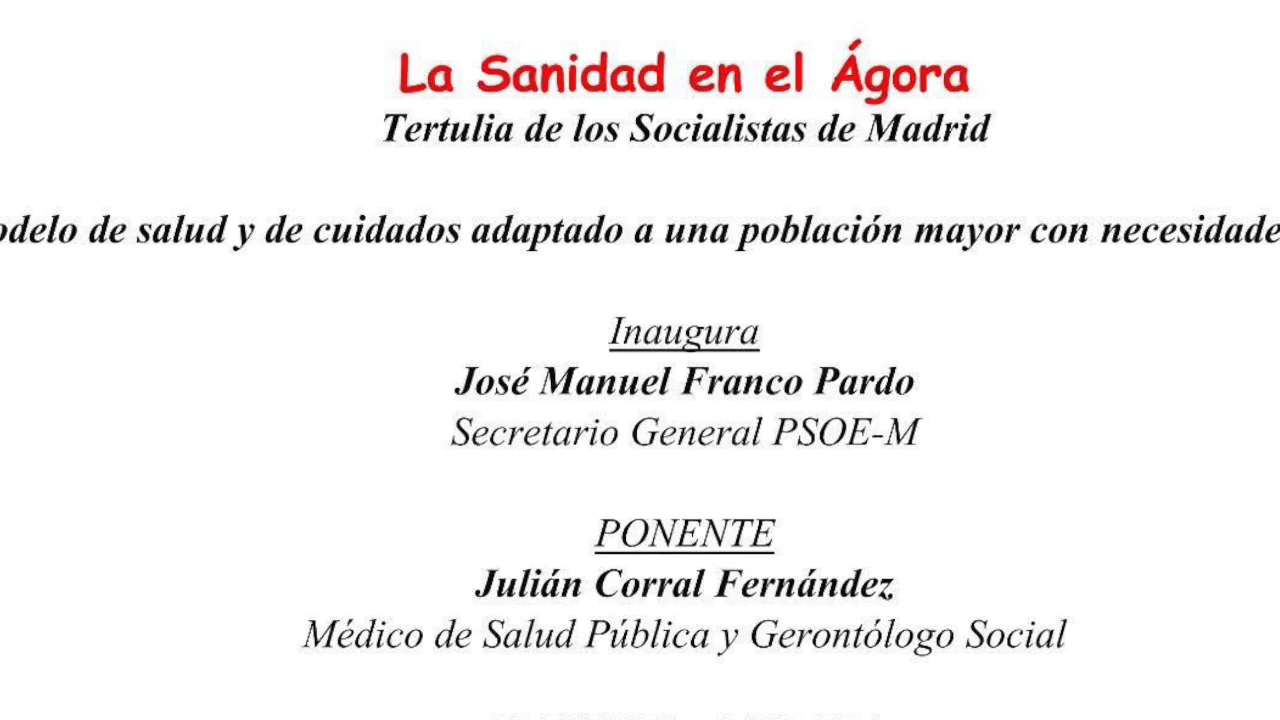 La Sanidad en el Ágora
Tertulia de los Socialistas de Madrid
odelo de salud y de cuidados adaptado a una población mayor con necesidade
Inaugura
José Manuel Franco Pardo
Secretario General PSOE-M
PONENTE
Julián Corral Fernández
Médico de Salud Pública y Gerontólogo Social